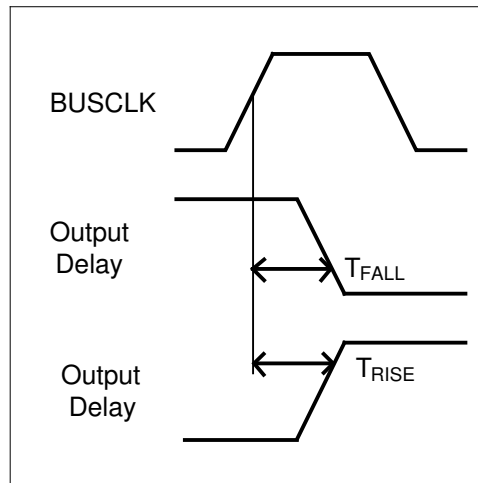 BUSCLK
Output
Delay
TFALL
Output
Delay
TRISE